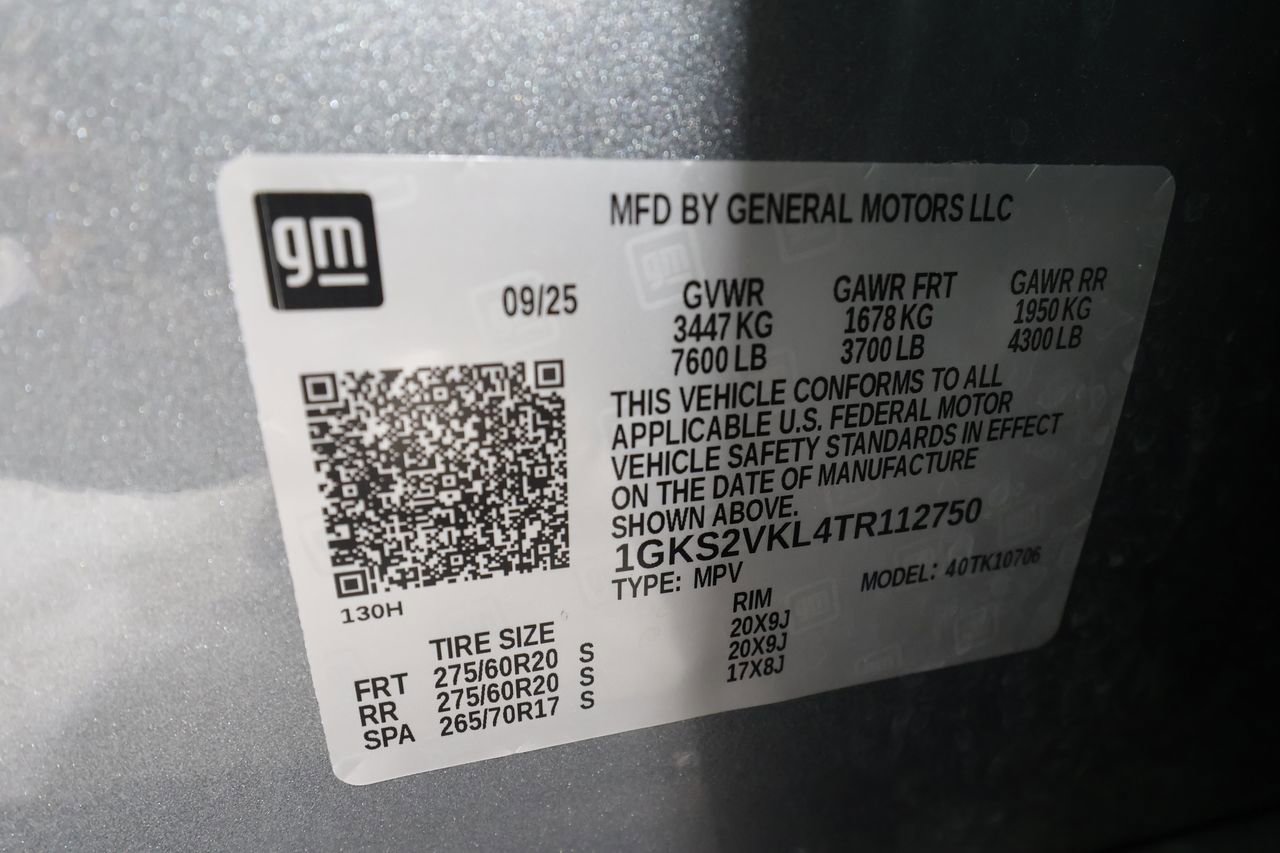 gm
MFD BY GENERAL MOTORS LLC
09/25
GVWR GAWR FRT GAWR RR
3447 KG 1678 KG 1950 KG
7600 LB 3700 LB 4300 LB
THIS VEHICLE CONFORMS TO ALL
APPLICABLE U.S. FEDERAL MOTOR
VEHICLE SAFETY STANDARDS IN EFFECT
ON THE DATE OF MANUFACTURE
SHOWN ABOVE.
1GKS2VKL4TR112750
TYPE: MPV MODEL: 40TK10706
130H
TIRE SIZE RIM
FRT 275/60R20 S 20X9J
RR 275/60R20 S 20X9J
SPA 265/70R17 S 17X8J